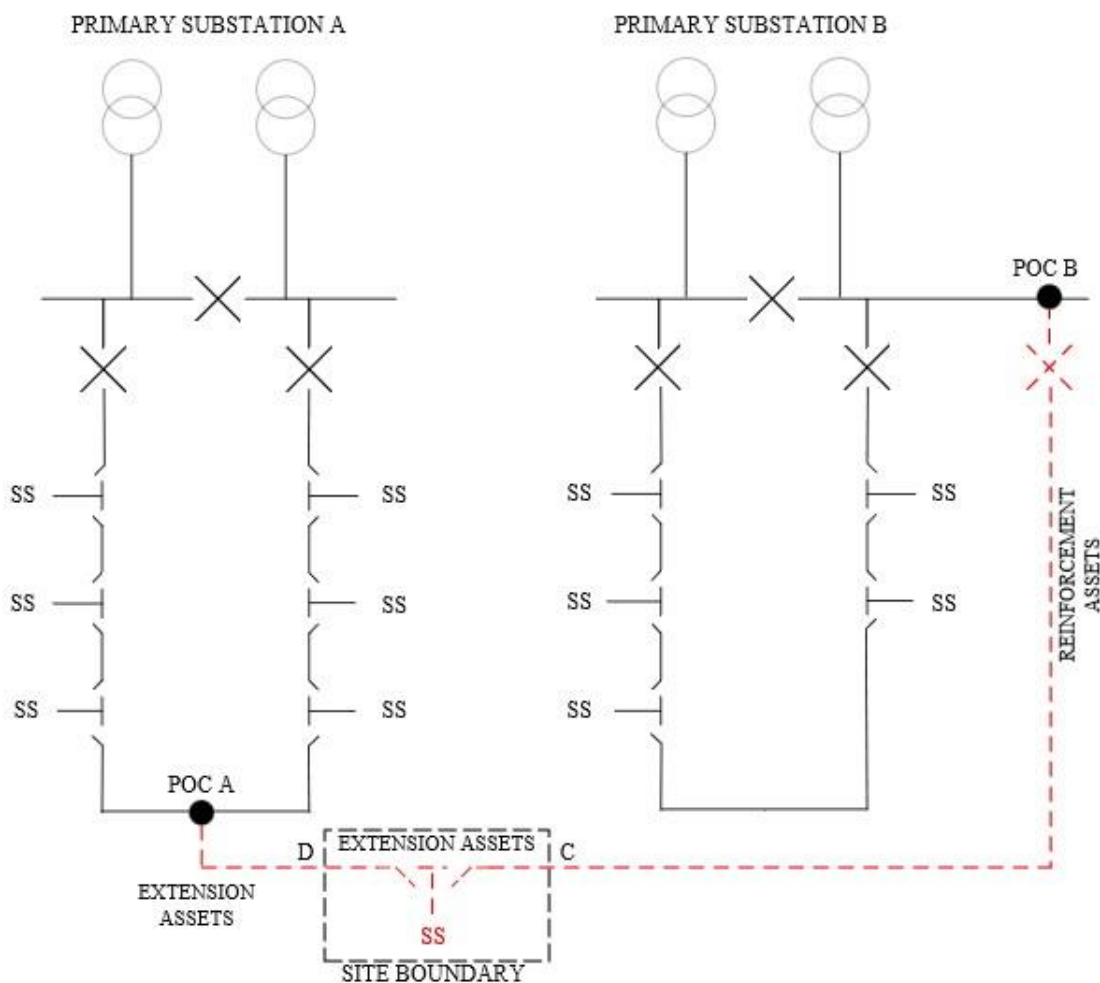 PRIMARY SUBSTATION A
PRIMARY SUBSTATION B
POC B
SS
SS
SS
SS
SS
SS
SS
SS
SS
SS
SS
REINFORCEMENT
ASSETS
POC A
D
EXTENSION ASSETS
C
EXTENSION
ASSETS
SS
SITE BOUNDARY